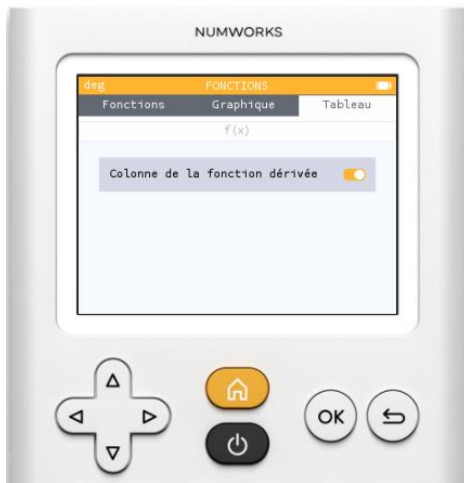 NUMWORKS
deg FONCTIONS
Fonctions Graphique Tableau
f(x)
Colonne de la fonction dérivée
OK